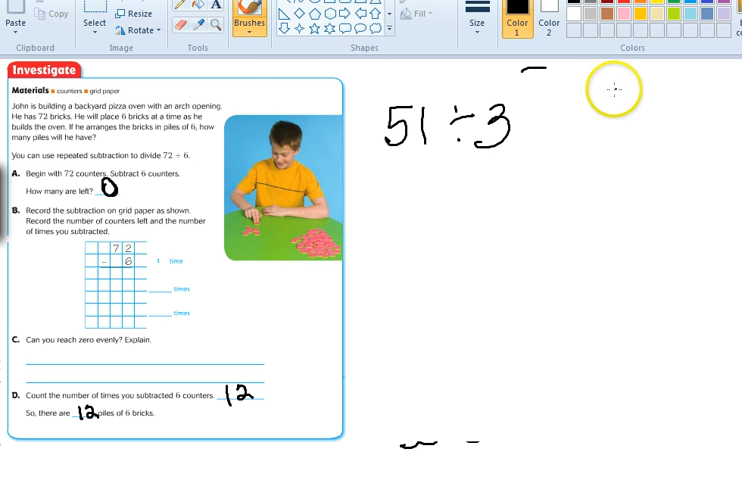 Paste
Copy
Clipboard
Select
Resize
Rotate
Image
A
Tools
Brushes
Fill
Shapes
Size
Color
1
Color
2
Colors
Investigate
Materials ■ counters ■ grid paper
John is building a backyard pizza oven with an arch opening.
He has 72 bricks. He will place 6 bricks at a time as he
builds the oven. If he arranges the bricks in piles of 6, how
many piles will he have?
You can use repeated subtraction to divide 72 ÷ 6.
A. Begin with 72 counters. Subtract 6 counters.
How many are left? 0
B. Record the subtraction on grid paper as shown.
Record the number of counters left and the number
of times you subtracted.
7 2
- 6 1 time
____ times
____ times
C. Can you reach zero evenly? Explain.
D. Count the number of times you subtracted 6 counters. 12
So, there are 12 piles of 6 bricks.
51 ÷ 3